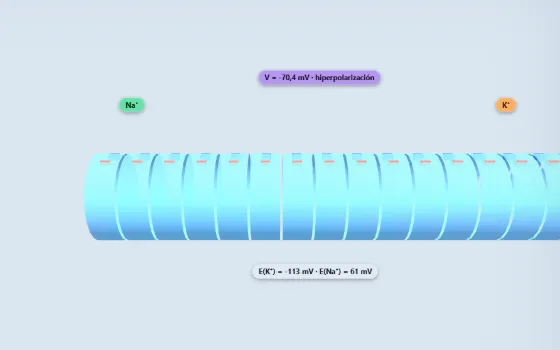 V = -70,4 mV · hiperpolarización
Na⁺
K⁺
E(K⁺) = -113 mV · E(Na⁺) = 61 mV